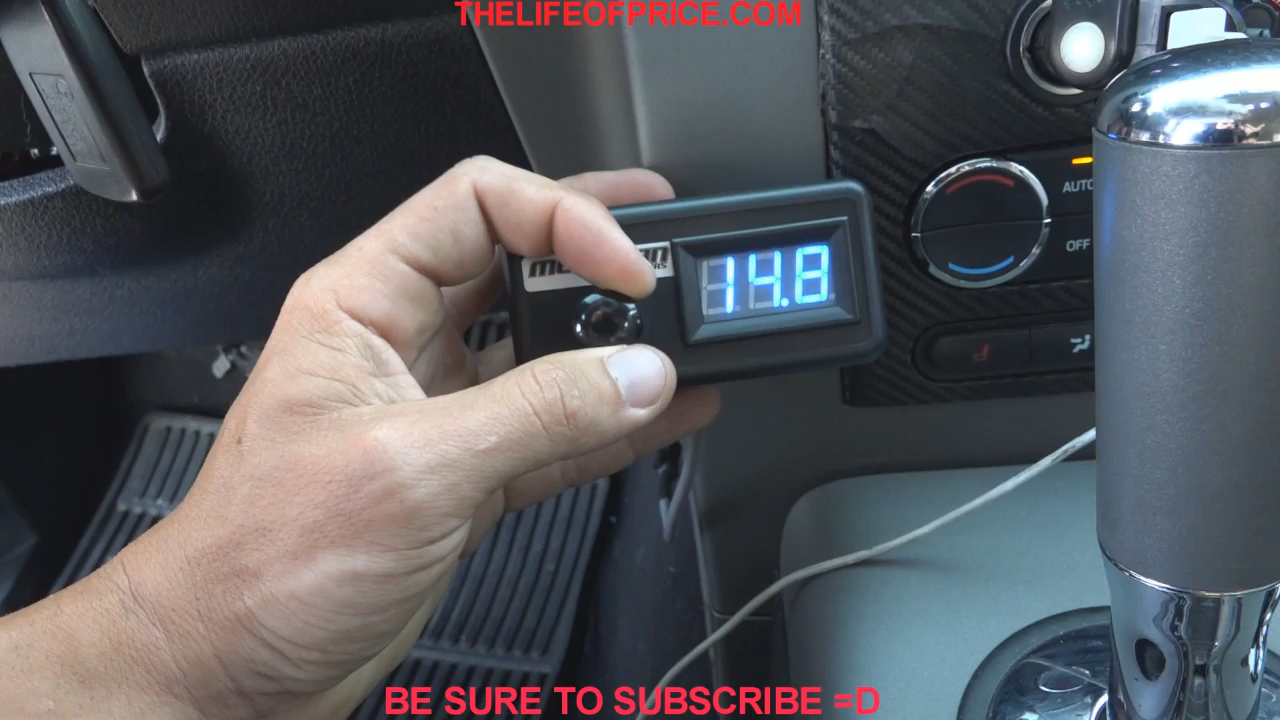 THELIFEOFPRICE.COM
14.8
AUTO
OFF
BE SURE TO SUBSCRIBE =D